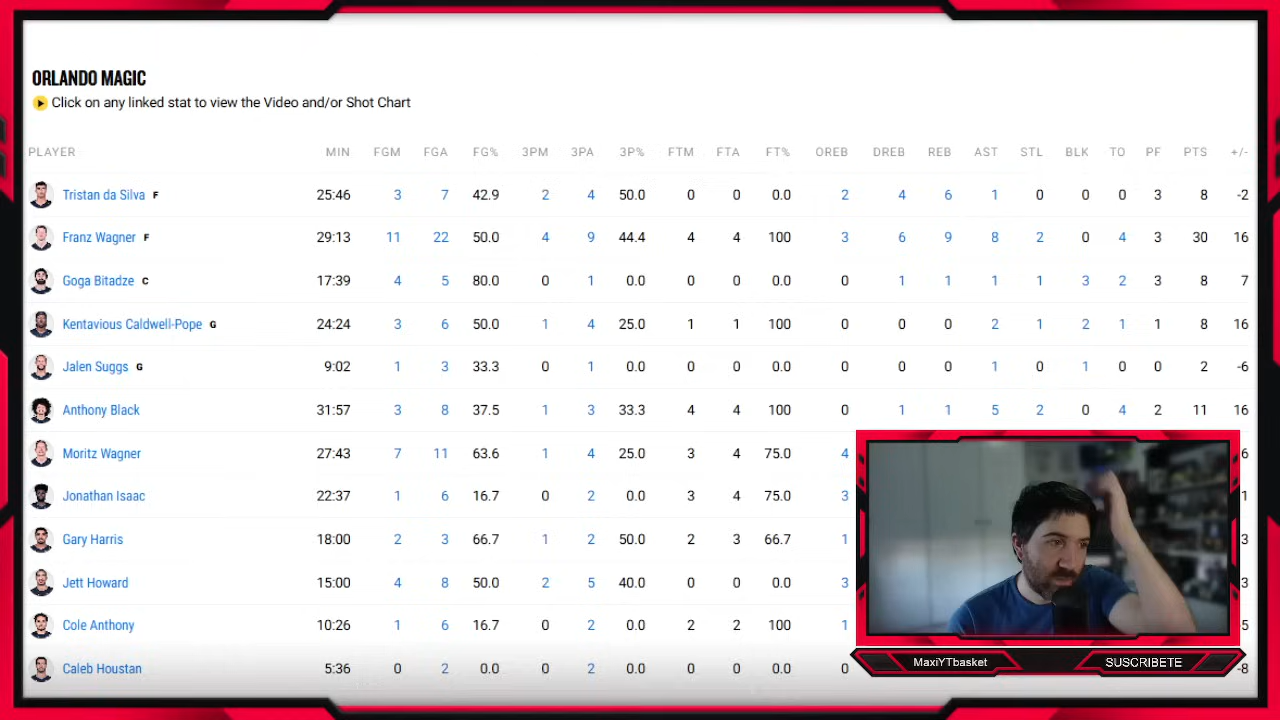 ORLANDO MAGIC
Click on any linked stat to view the Video and/or Shot Chart
PLAYER MIN FGM FGA FG% 3PM 3PA 3P% FTM FTA FT% OREB DREB REB AST STL BLK TO PF PTS +/-
Tristan da Silva F 25:46 3 7 42.9 2 4 50.0 0 0 0.0 2 4 6 1 0 0 0 3 8 -2
Franz Wagner F 29:13 11 22 50.0 4 9 44.4 4 4 100 3 6 9 8 2 0 4 3 30 16
Goga Bitadze C 17:39 4 5 80.0 0 1 0.0 0 0 0.0 0 1 1 1 1 3 2 3 8 7
Kentavious Caldwell-Pope G 24:24 3 6 50.0 1 4 25.0 1 1 100 0 0 0 2 1 2 1 1 8 16
Jalen Suggs G 9:02 1 3 33.3 0 1 0.0 0 0 0.0 0 0 0 1 0 1 0 0 2 -6
Anthony Black 31:57 3 8 37.5 1 3 33.3 4 4 100 0 1 1 5 2 0 4 2 11 16
Moritz Wagner 27:43 7 11 63.6 1 4 25.0 3 4 75.0 4 6
Jonathan Isaac 22:37 1 6 16.7 0 2 0.0 3 4 75.0 3 1
Gary Harris 18:00 2 3 66.7 1 2 50.0 2 3 66.7 1 3
Jett Howard 15:00 4 8 50.0 2 5 40.0 0 0 0.0 3 3
Cole Anthony 10:26 1 6 16.7 0 2 0.0 2 2 100 1 5
Caleb Houstan 5:36 0 2 0.0 0 2 0.0 0 0 0.0 0 -8
MaxiYTbasket SUSCRIBETE